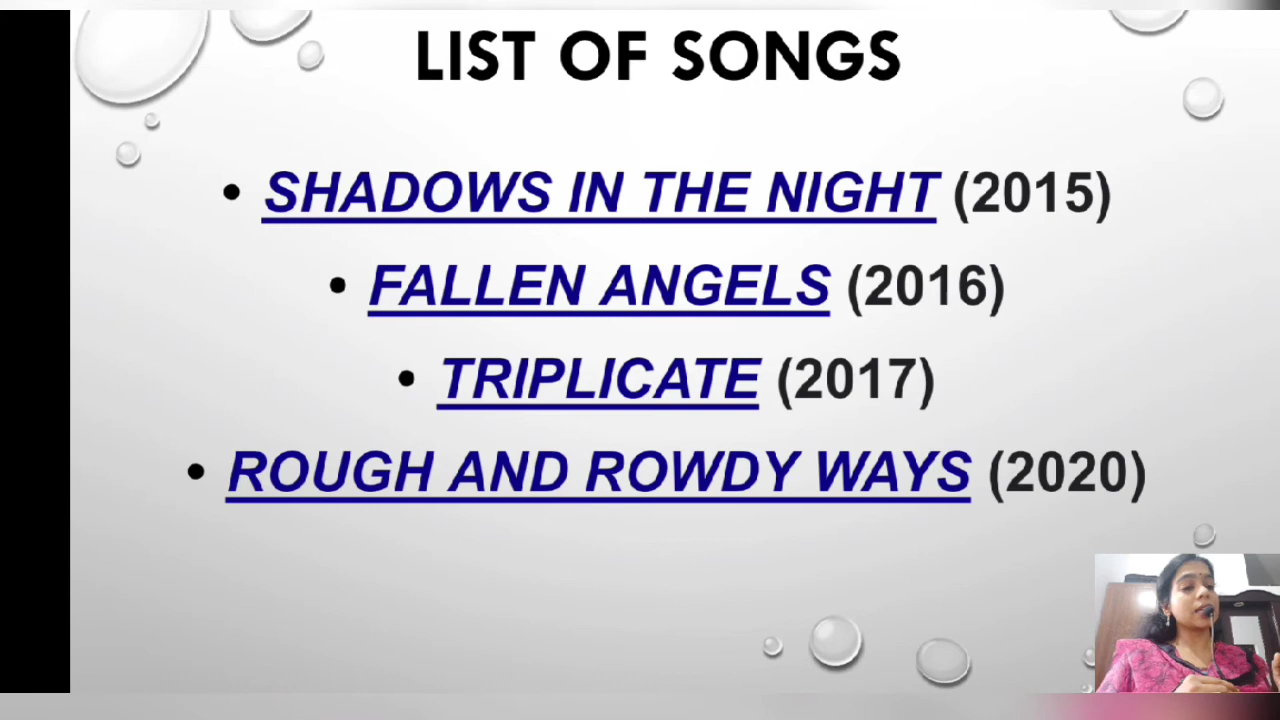 LIST OF SONGS
• SHADOWS IN THE NIGHT (2015)
• FALLEN ANGELS (2016)
• TRIPLICATE (2017)
• ROUGH AND ROWDY WAYS (2020)